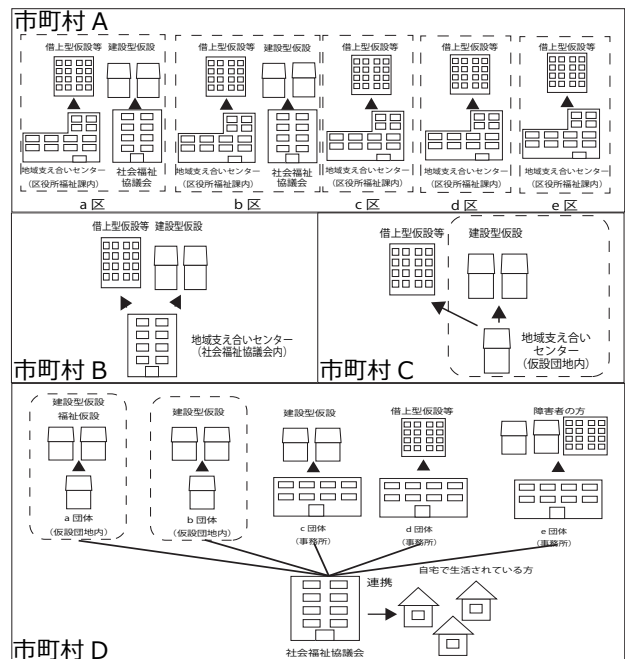 市町村 A
借上型仮設等 建設型仮設
地域支え合いセンター
(区役所福祉課内)
社会福祉
協議会
a 区
借上型仮設等 建設型仮設
地域支え合いセンター
(区役所福祉課内)
社会福祉
協議会
b 区
借上型仮設等
地域支え合いセンター
(区役所福祉課内)
c 区
借上型仮設等
地域支え合いセンター
(区役所福祉課内)
d 区
借上型仮設等
地域支え合いセンター
(区役所福祉課内)
e 区
借上型仮設等 建設型仮設
地域支え合いセンター
(社会福祉協議会内)
市町村 B
借上型仮設等
建設型仮設
地域支え合い
センター
(仮設団地内)
市町村 C
建設型仮設
福祉仮設
a 団体
(仮設団地内)
建設型仮設
b 団体
(仮設団地内)
建設型仮設
c 団体
(事務所)
借上型仮設等
d 団体
(事務所)
障害者の方
e 団体
(事務所)
連携
自宅で生活されている方
社会福祉協議会
市町村 D